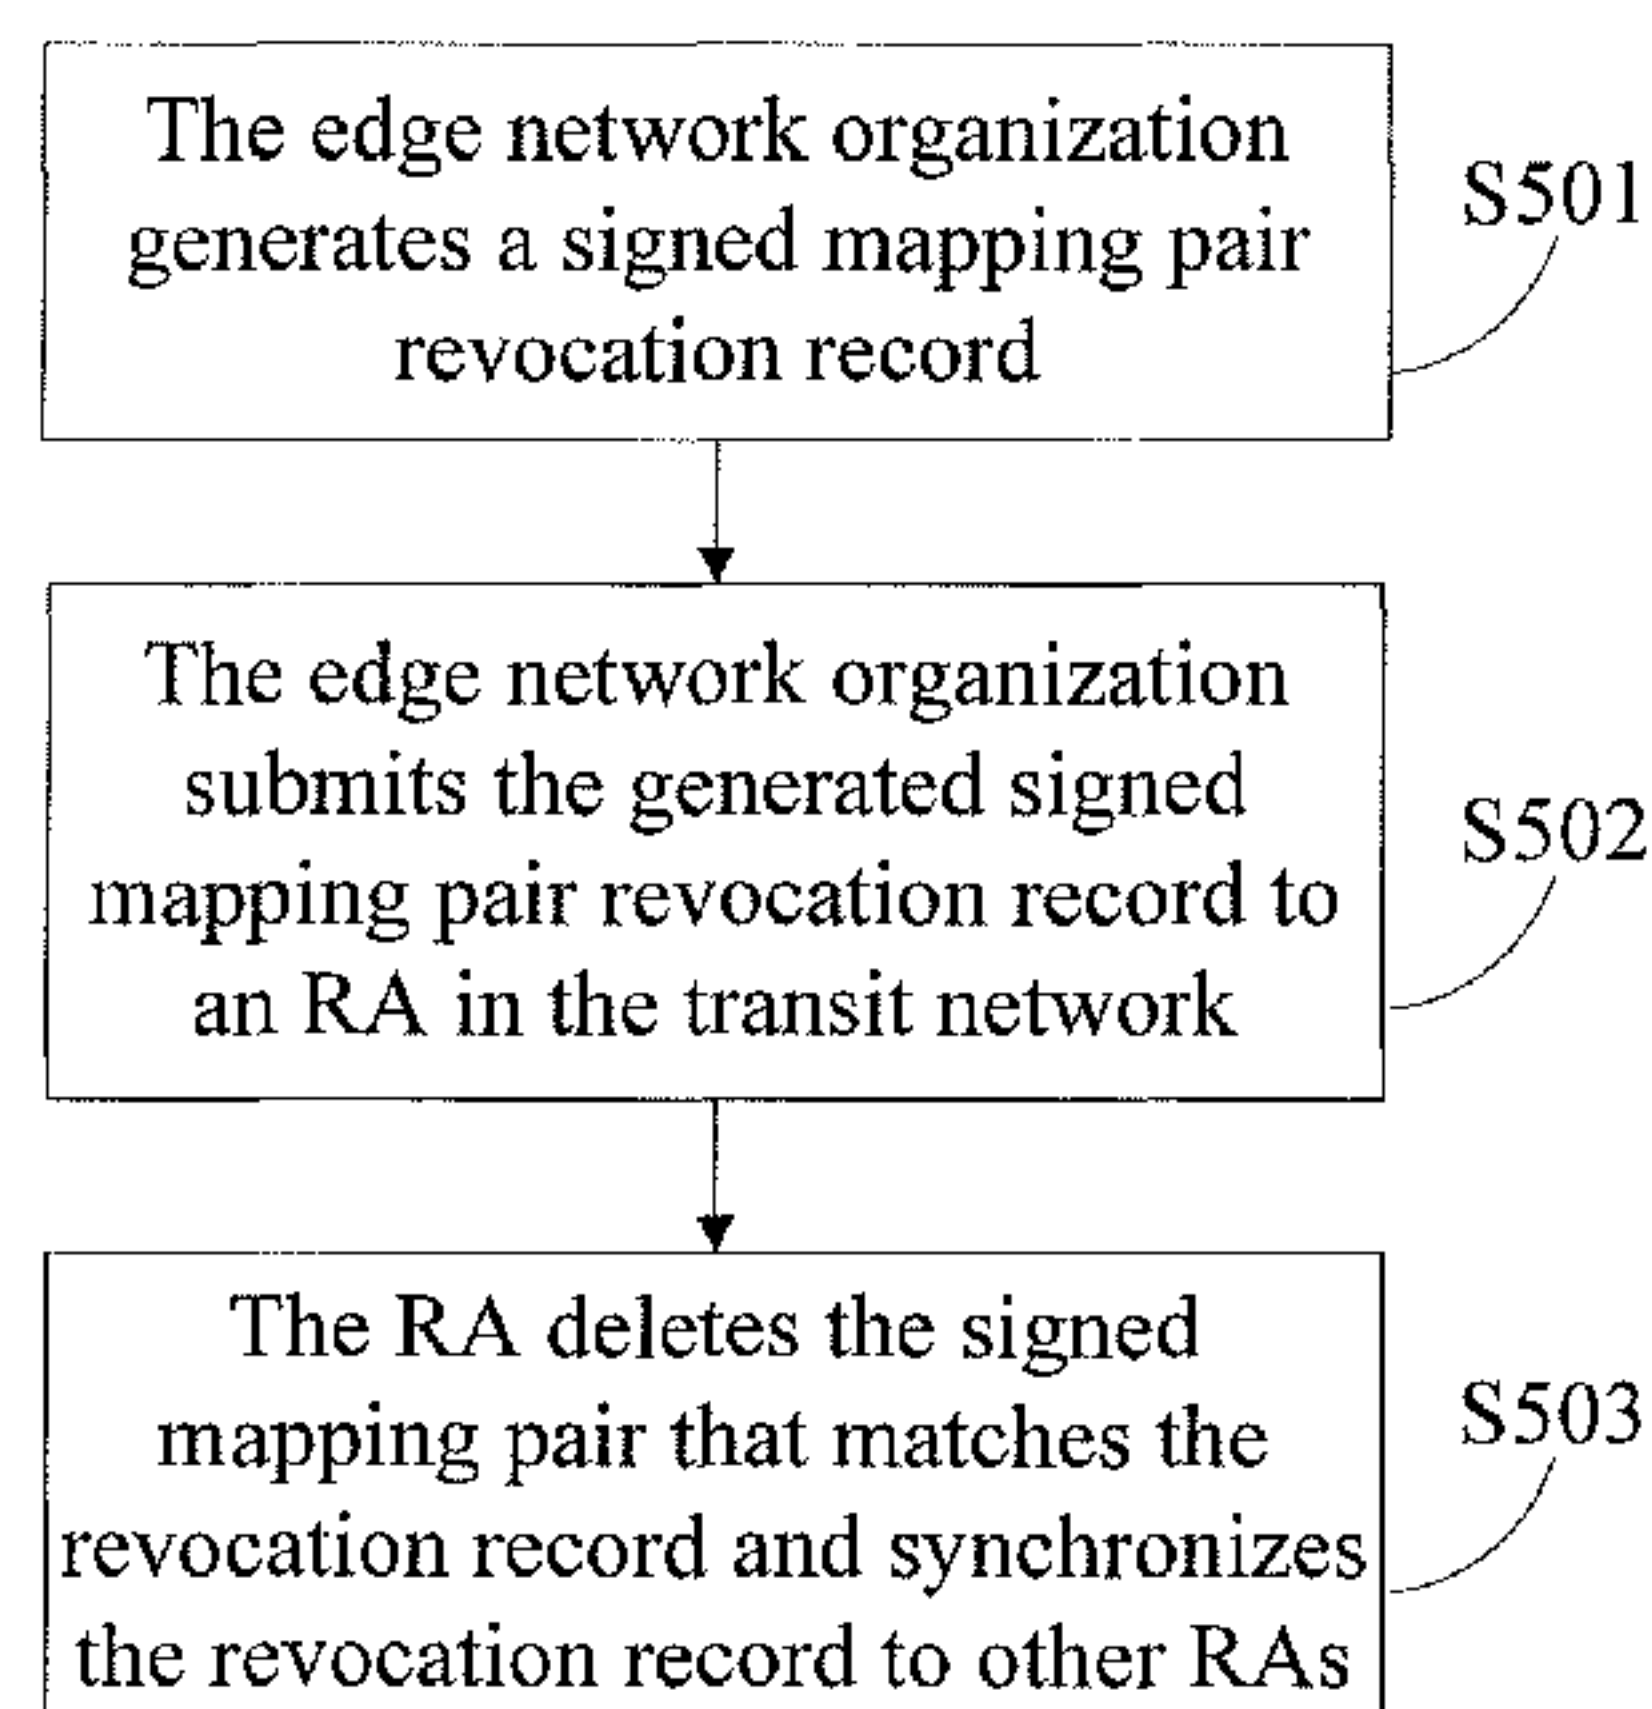 The edge network organization
generates a signed mapping pair
revocation record
S501
The edge network organization
submits the generated signed
mapping pair revocation record to
an RA in the transit network
S502
The RA deletes the signed
mapping pair that matches the
revocation record and synchronizes
the revocation record to other RAs
S503